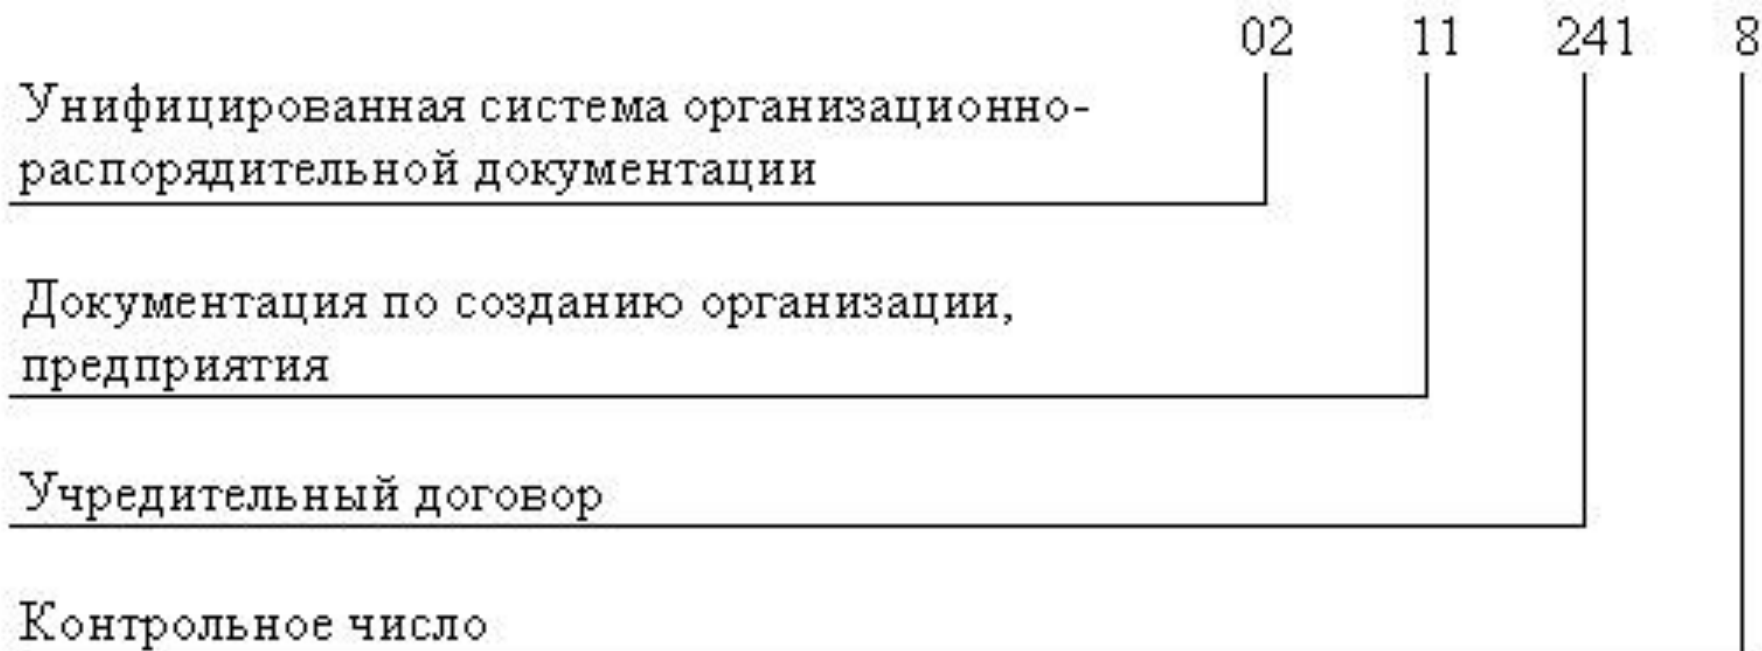 02 11 241 8
Унифицированная система организационно-
распорядительной документации
Документация по созданию организации,
предприятия
Учредительный договор
Контрольное число